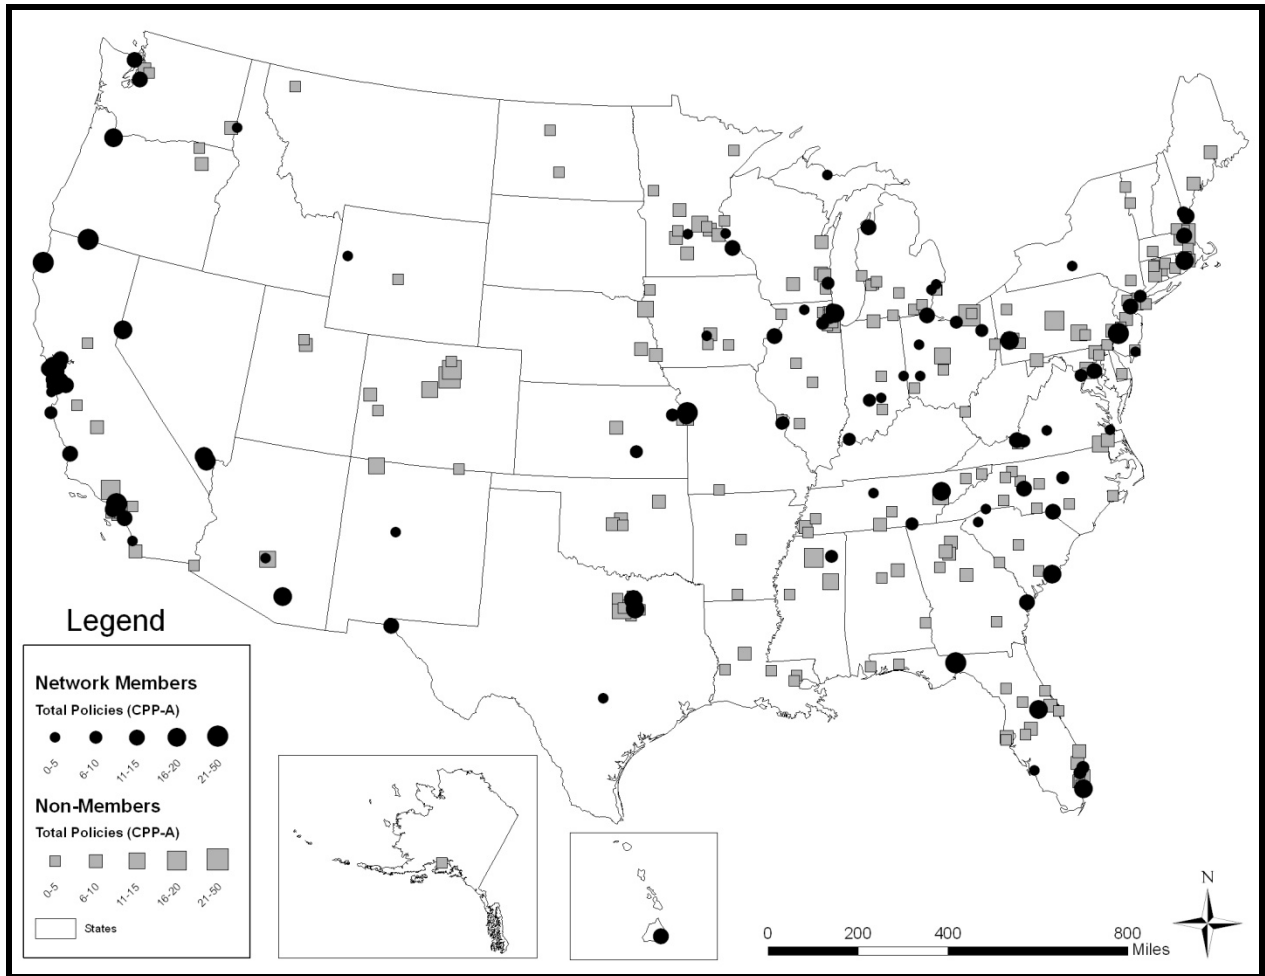 Legend
Network Members
Total Policies (CPP-A)
0-5 6-10 11-15 16-20 21-50
Non-Members
Total Policies (CPP-A)
0-5 6-10 11-15 16-20 21-50
States
N
0 200 400 800
Miles